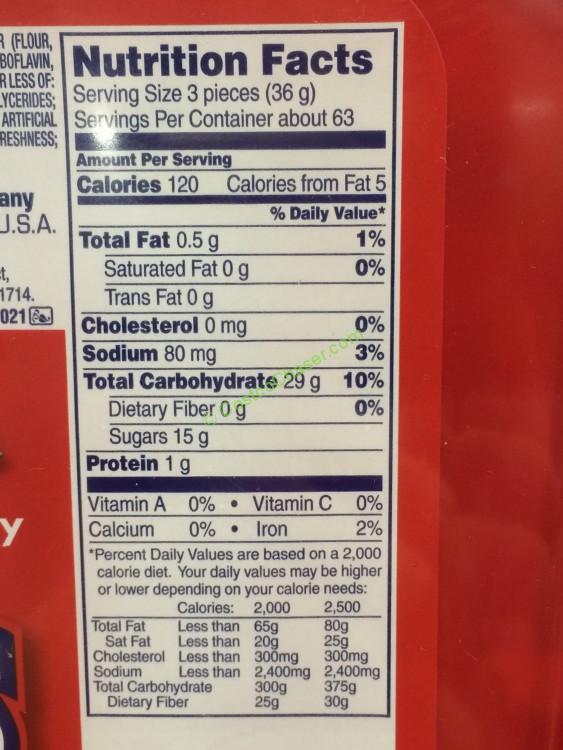 R (FLOUR,
BOFLAVIN,
R LESS OF:
LYCERIDES;
ARTIFICIAL
RESHNESS;
any
U.S.A.
t,
1714.
021
y
Nutrition Facts
Serving Size 3 pieces (36 g)
Servings Per Container about 63
Amount Per Serving
Calories 120 Calories from Fat 5
% Daily Value*
Total Fat 0.5 g 1%
Saturated Fat 0 g 0%
Trans Fat 0 g
Cholesterol 0 mg 0%
Sodium 80 mg 3%
Total Carbohydrate 29 g 10%
Dietary Fiber 0 g 0%
Sugars 15 g
Protein 1 g
Vitamin A 0% • Vitamin C 0%
Calcium 0% • Iron 2%
*Percent Daily Values are based on a 2,000
calorie diet. Your daily values may be higher
or lower depending on your calorie needs:
Calories: 2,000 2,500
Total Fat Less than 65g 80g
Sat Fat Less than 20g 25g
Cholesterol Less than 300mg 300mg
Sodium Less than 2,400mg 2,400mg
Total Carbohydrate 300g 375g
Dietary Fiber 25g 30g